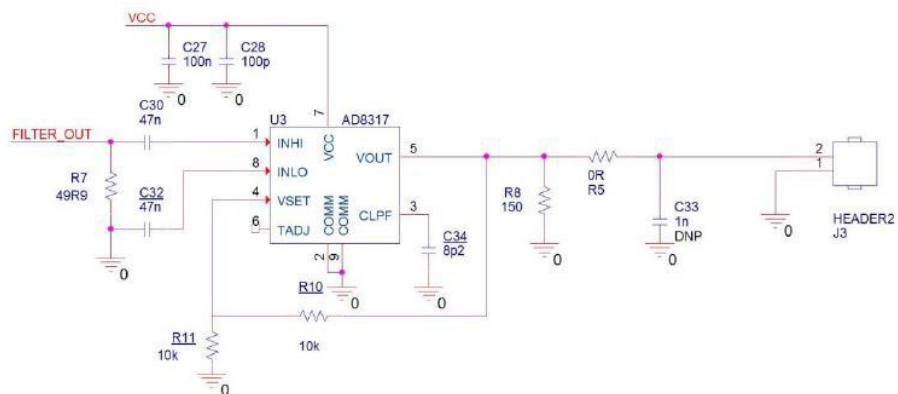 VCC
C27
100n
C28
100p
0
0
C30
47n
FILTER_OUT
R7
49R9
C32
47n
0
U3
AD8317
7
1
INHI
8
INLO
4
VSET
6
TADJ
VCC
VOUT
5
CLPF
3
COMM
COMM
2
9
0
C34
8p2
0
R10
10k
R11
10k
0
R8
150
0
0R
R5
C33
1n
DNP
0
2
1
0
HEADER2
J3